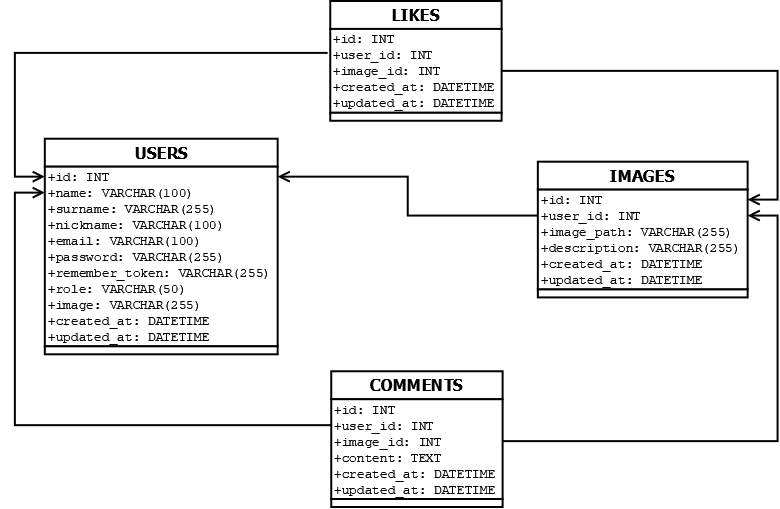 LIKES
+id: INT
+user_id: INT
+image_id: INT
+created_at: DATETIME
+updated_at: DATETIME
USERS
+id: INT
+name: VARCHAR(100)
+surname: VARCHAR(255)
+nickname: VARCHAR(100)
+email: VARCHAR(100)
+password: VARCHAR(255)
+remember_token: VARCHAR(255)
+role: VARCHAR(50)
+image: VARCHAR(255)
+created_at: DATETIME
+updated_at: DATETIME
IMAGES
+id: INT
+user_id: INT
+image_path: VARCHAR(255)
+description: VARCHAR(255)
+created_at: DATETIME
+updated_at: DATETIME
COMMENTS
+id: INT
+user_id: INT
+image_id: INT
+content: TEXT
+created_at: DATETIME
+updated_at: DATETIME